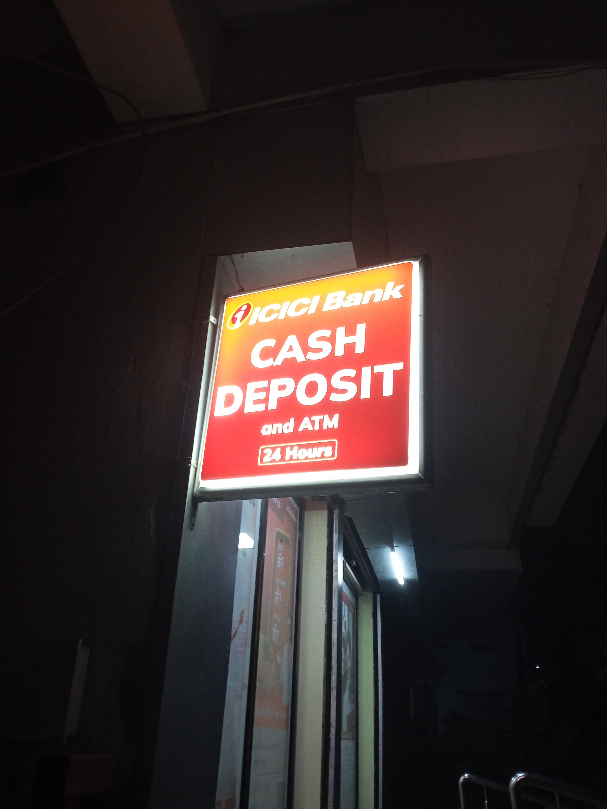 ICICI Bank
CASH
DEPOSIT
and ATM
24 Hours